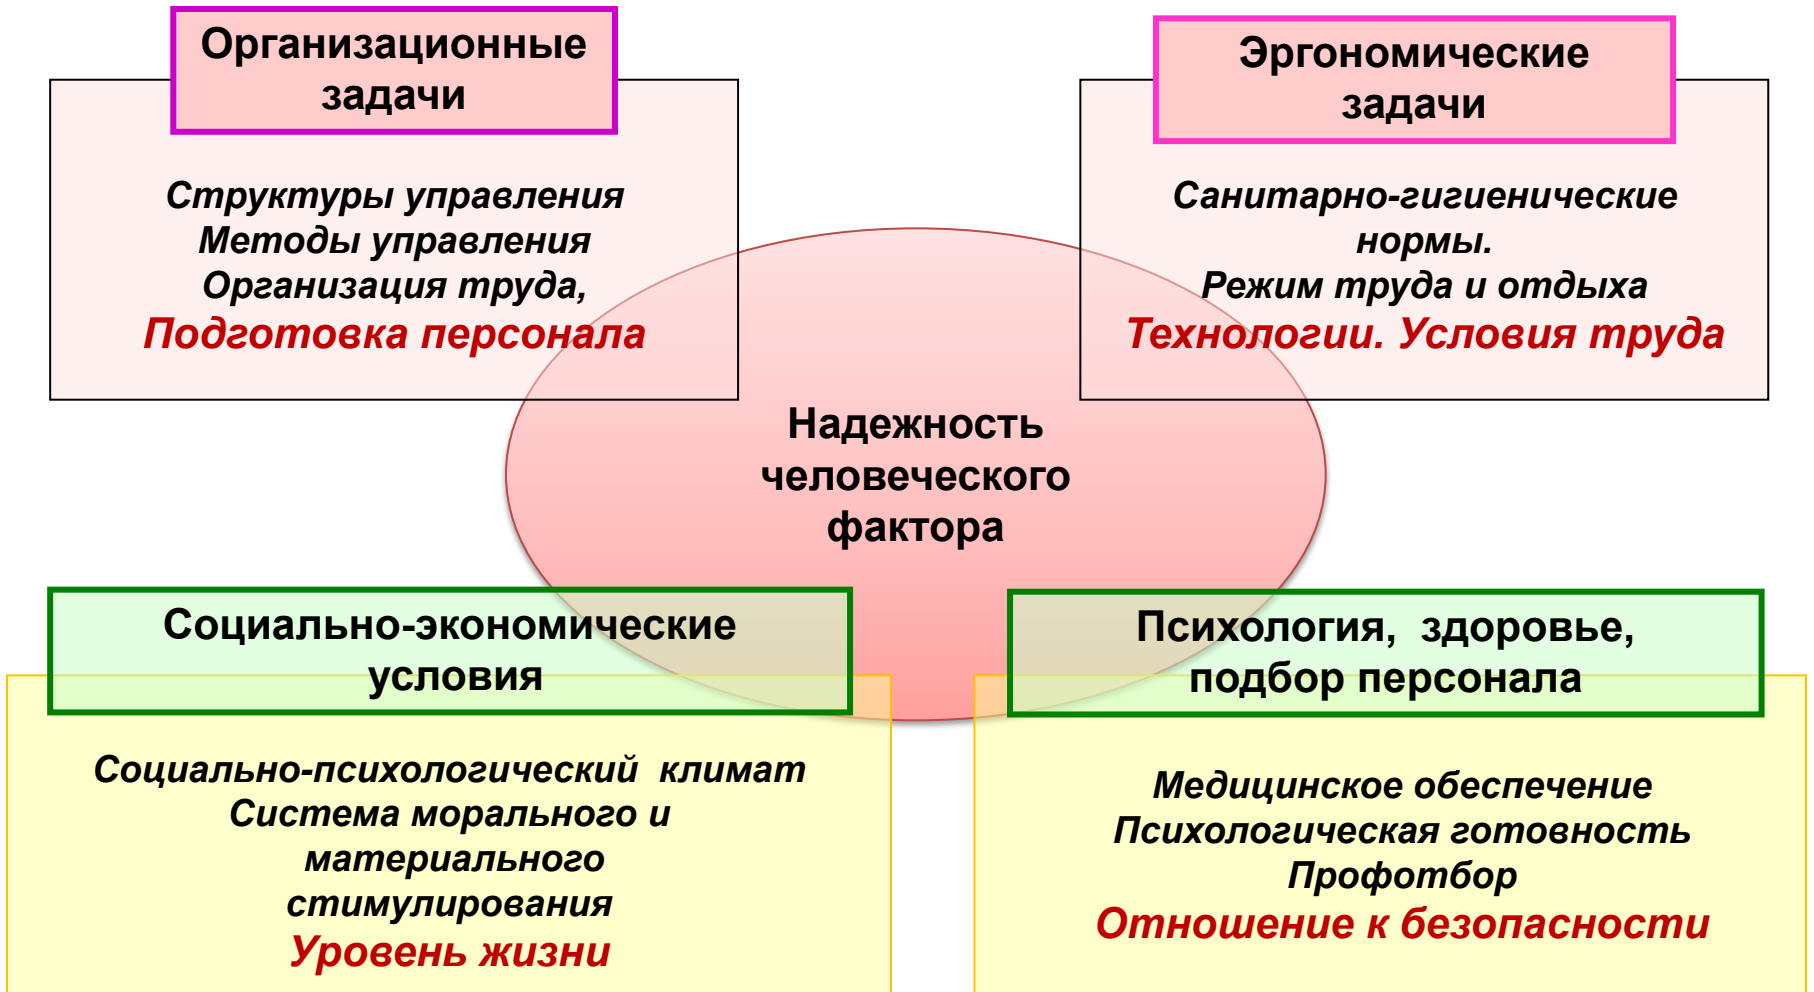 Организационные
задачи
Структуры управления
Методы управления
Организация труда,
Подготовка персонала
Эргономические
задачи
Санитарно-гигиенические
нормы.
Режим труда и отдыха
Технологии. Условия труда
Надежность
человеческого
фактора
Социально-экономические
условия
Социально-психологический климат
Система морального и
материального
стимулирования
Уровень жизни
Психология, здоровье,
подбор персонала
Медицинское обеспечение
Психологическая готовность
Профотбор
Отношение к безопасности